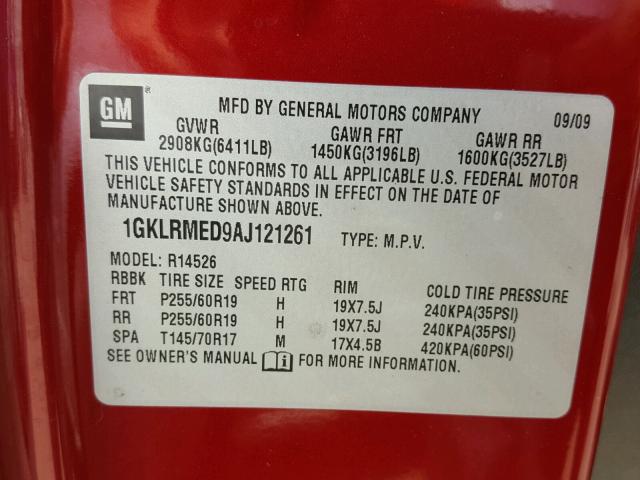 GM ®
MFD BY GENERAL MOTORS COMPANY 09/09
GVWR GAWR FRT GAWR RR
2908KG(6411LB) 1450KG(3196LB) 1600KG(3527LB)
THIS VEHICLE CONFORMS TO ALL APPLICABLE U.S. FEDERAL MOTOR
VEHICLE SAFETY STANDARDS IN EFFECT ON THE DATE OF
MANUFACTURE SHOWN ABOVE.
1GKLRMED9AJ121261 TYPE: M.P.V.
MODEL: R14526
RBBK TIRE SIZE SPEED RTG RIM COLD TIRE PRESSURE
FRT P255/60R19 H 19X7.5J 240KPA(35PSI)
RR P255/60R19 H 19X7.5J 240KPA(35PSI)
SPA T145/70R17 M 17X4.5B 420KPA(60PSI)
SEE OWNER'S MANUAL i FOR MORE INFORMATION.